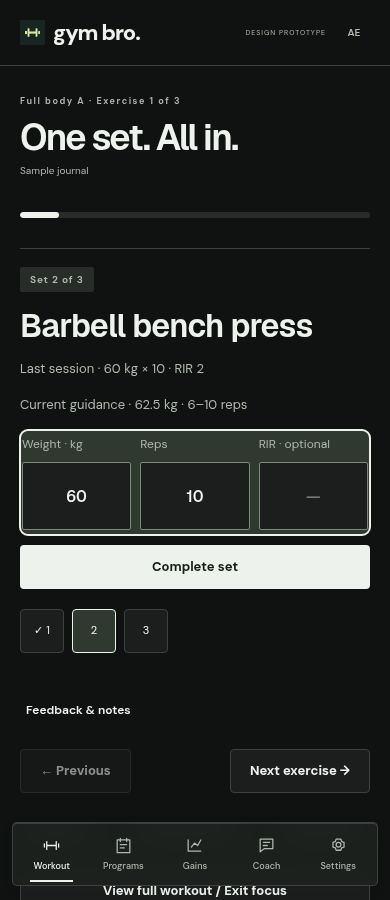 gym bro.
DESIGN PROTOTYPE
AE
Full body A · Exercise 1 of 3
One set. All in.
Sample journal
Set 2 of 3
Barbell bench press
Last session · 60 kg × 10 · RIR 2
Current guidance · 62.5 kg · 6–10 reps
Weight · kg Reps RIR · optional
60 10 —
Complete set
✓ 1 2 3
Feedback & notes
← Previous Next exercise →
Workout Programs Gains Coach Settings
View full workout / Exit focus